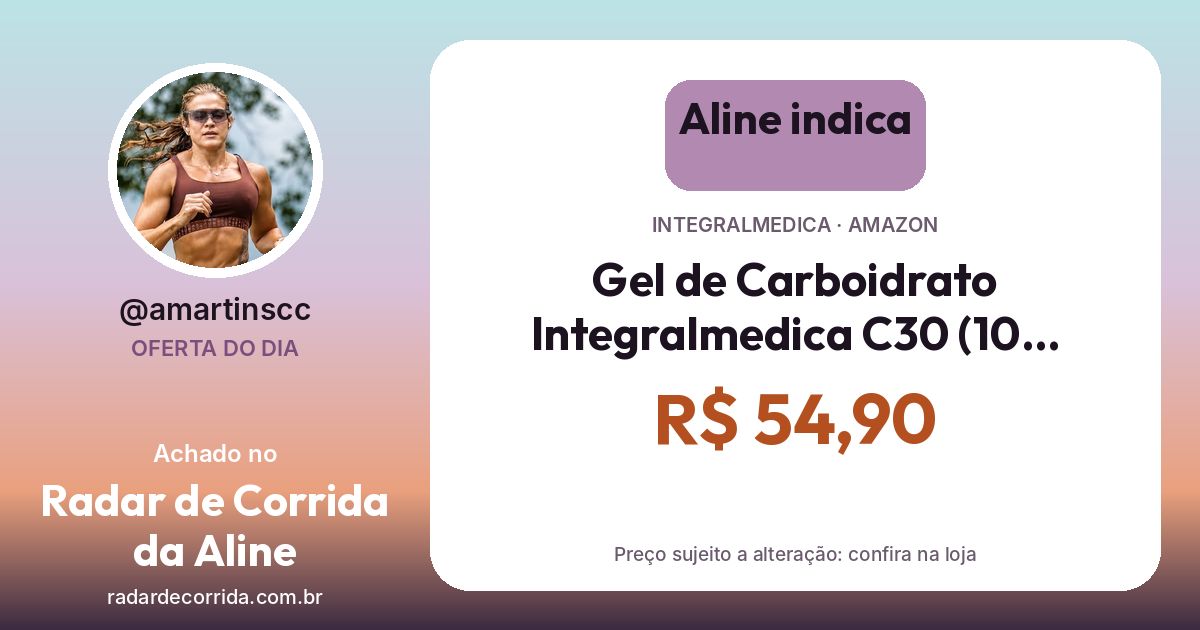 @amartinscc
OFERTA DO DIA
Achado no
Radar de Corrida
da Aline
radardecorrida.com.br
Aline indica
INTEGRALMEDICA · AMAZON
Gel de Carboidrato
Integralmedica C30 (10...
R$ 54,90
Preço sujeito a alteração: confira na loja